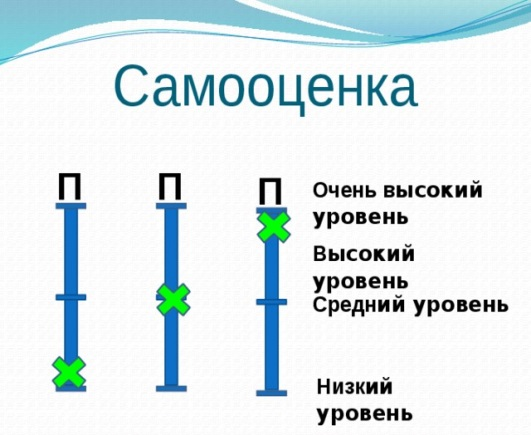 Самооценка
П П П
Очень высокий
уровень
Высокий
уровень
Средний уровень
Низкий
уровень